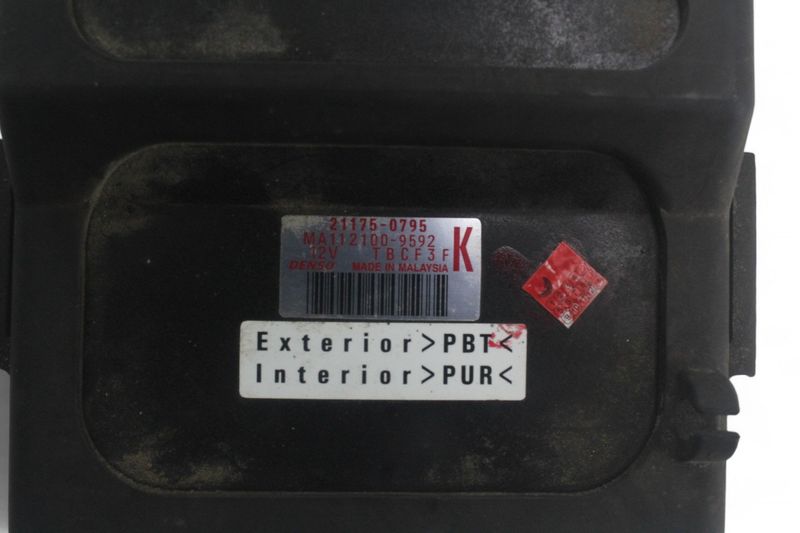 21175-0795
MA112100-9592
12V TBCF3F K
DENSO MADE IN MALAYSIA
Exterior>PBT<
Interior>PUR<